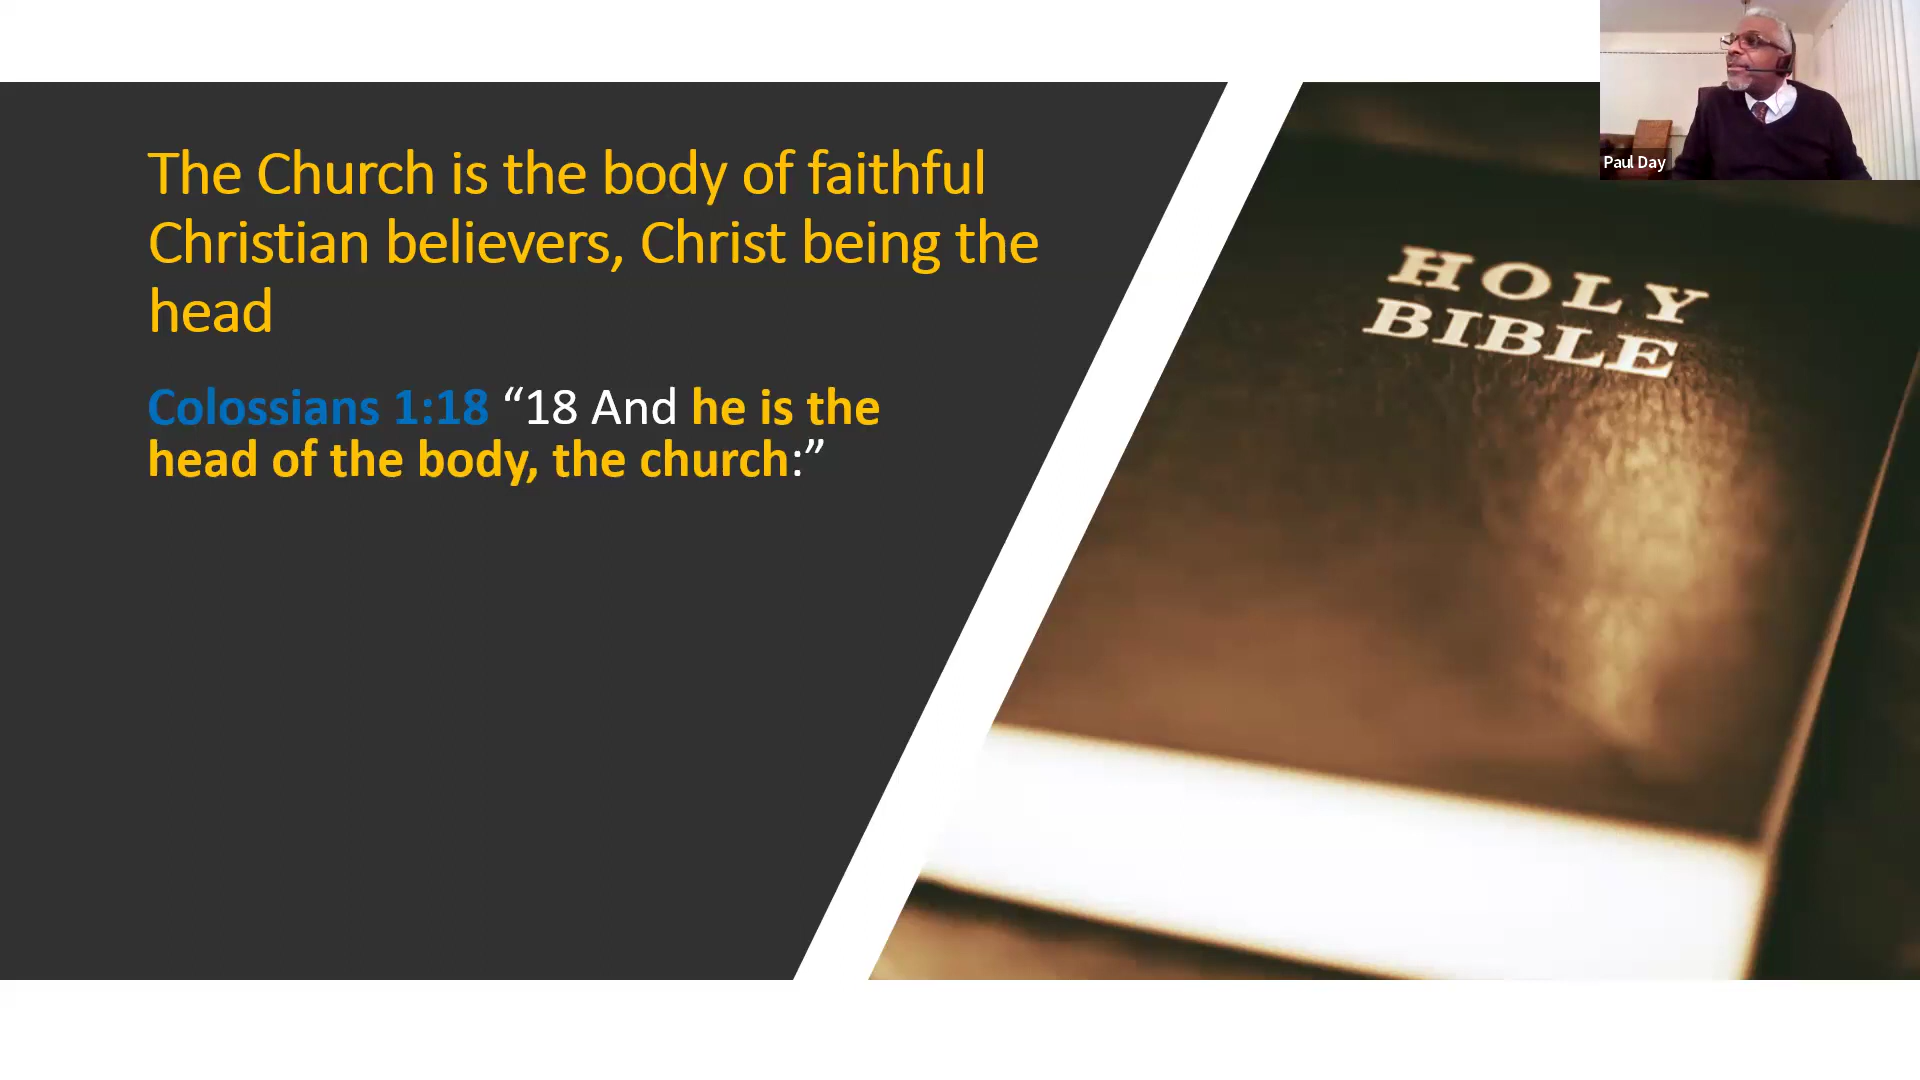 The Church is the body of faithful
Christian believers, Christ being the
head
Colossians 1:18 “18 And he is the
head of the body, the church:”
HOLY
BIBLE
Paul Day